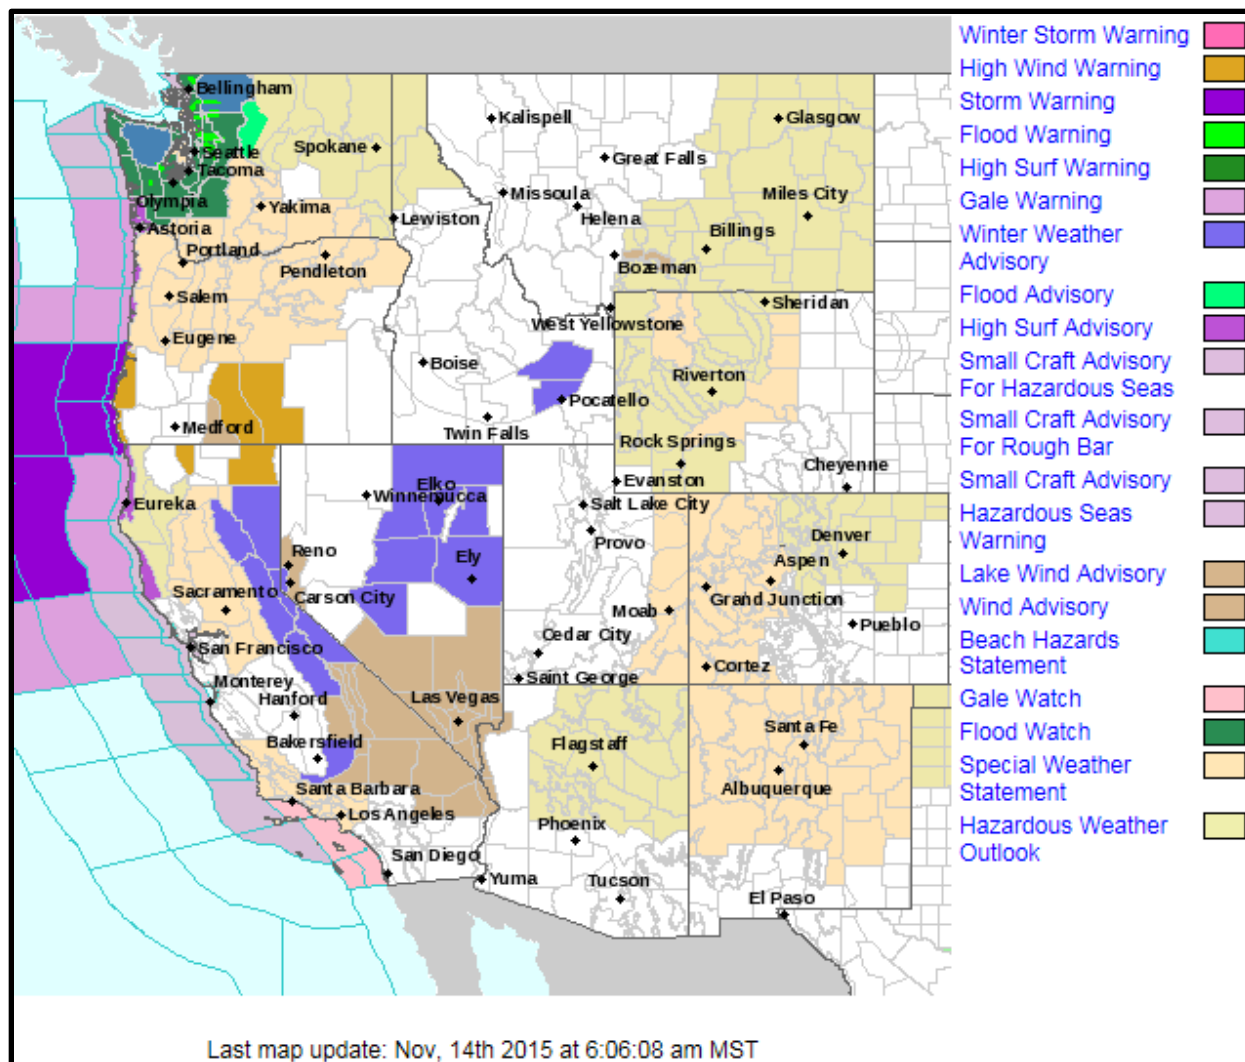 Bellingham
Seattle
Tacoma
Olympia
Spokane
Yakima
Astoria
Portland
Pendleton
Salem
Eugene
Medford
Lewiston
Kalispell
Great Falls
Glasgow
Missoula
Helena
Miles City
Billings
Bozeman
West Yellowstone
Sheridan
Boise
Pocatello
Twin Falls
Riverton
Rock Springs
Evanston
Cheyenne
Eureka
Elko
Winnemucca
Ely
Reno
Carson City
Sacramento
San Francisco
Monterey
Hanford
Bakersfield
Las Vegas
Santa Barbara
Los Angeles
San Diego
Salt Lake City
Provo
Moab
Cedar City
Saint George
Denver
Aspen
Grand Junction
Pueblo
Cortez
Flagstaff
Phoenix
Tucson
Yuma
Santa Fe
Albuquerque
El Paso
Winter Storm Warning
High Wind Warning
Storm Warning
Flood Warning
High Surf Warning
Gale Warning
Winter Weather
Advisory
Flood Advisory
High Surf Advisory
Small Craft Advisory
For Hazardous Seas
Small Craft Advisory
For Rough Bar
Small Craft Advisory
Hazardous Seas
Warning
Lake Wind Advisory
Wind Advisory
Beach Hazards
Statement
Gale Watch
Flood Watch
Special Weather
Statement
Hazardous Weather
Outlook
Last map update: Nov, 14th 2015 at 6:06:08 am MST